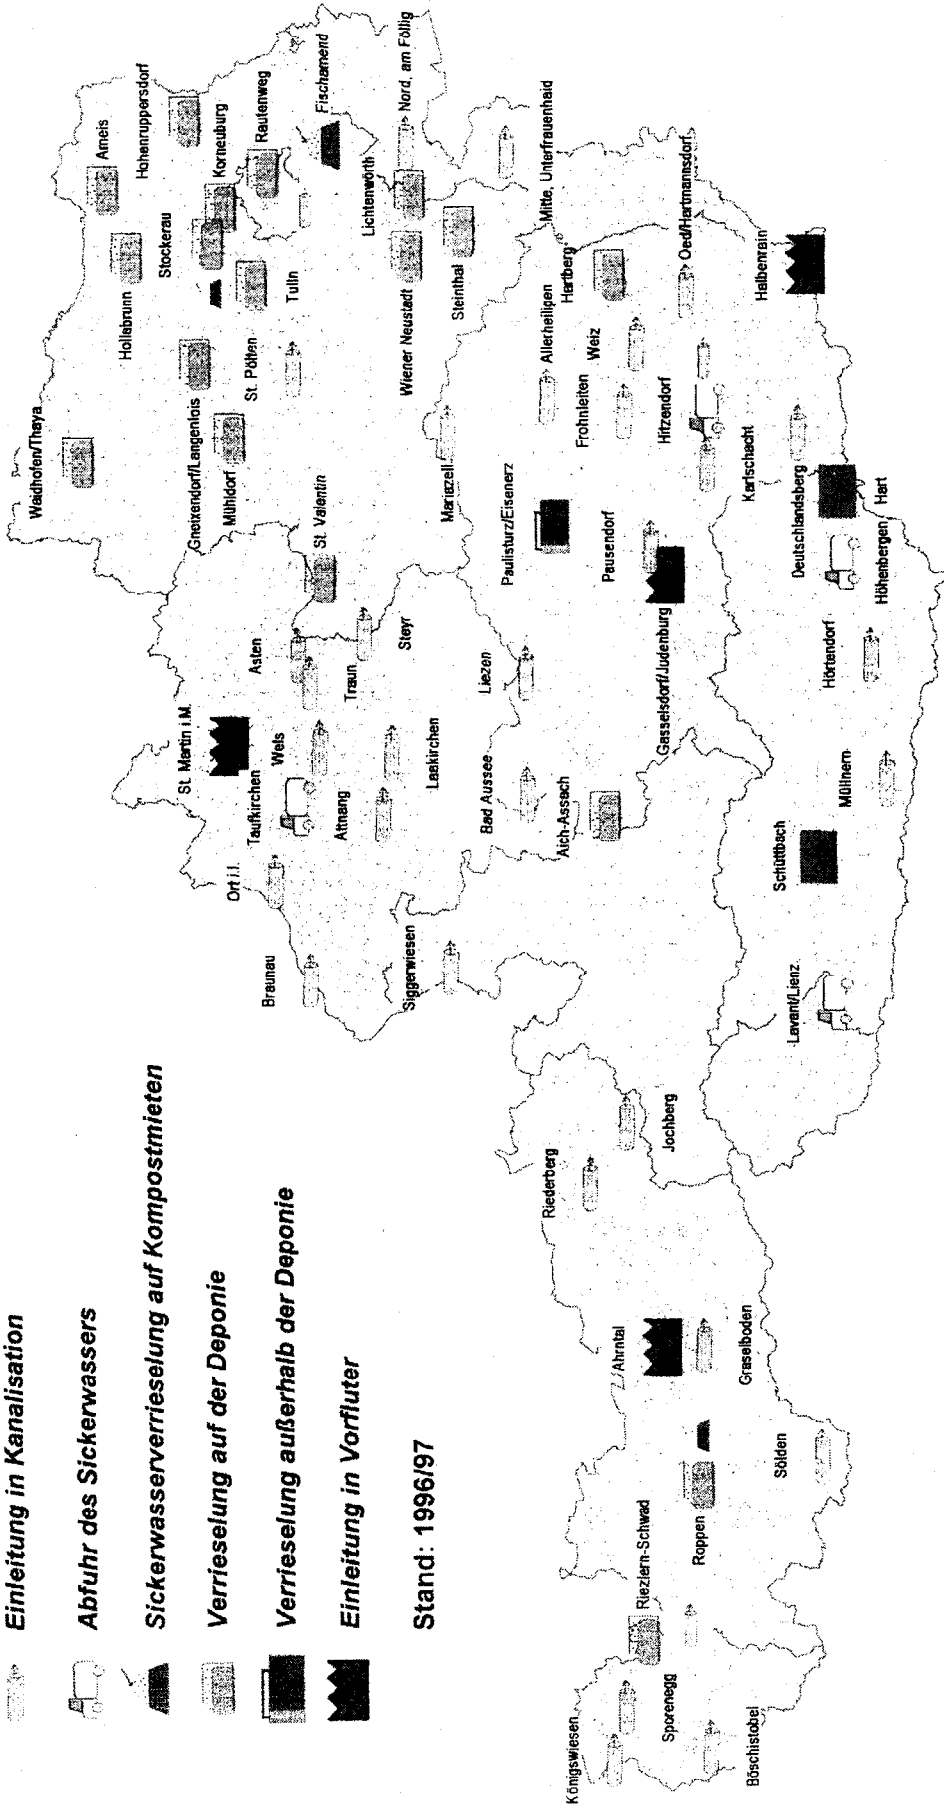 Einleitung in Kanalisation
Abfuhr des Sickerwassers
Sickerwasserverrieselung auf Kompostmieten
Verrieselung auf der Deponie
Verrieselung außerhalb der Deponie
Einleitung in Vorfluter
Stand: 1996/97
Waidhofen/Thaya
Ameis
Hohenruppersdorf
Hollabrunn
Stockerau
Korneuburg
Rautenweg
Fischamend
Gneixendorf/Langenlois
Mühldorf
St. Pölten
Tulln
Lichtenwörth
Nord, am Föllig
Wiener Neustadt
Steinthal
Mitte, Unterfrauenhaid
St. Valentin
St. Martin i.M.
Asten
Traun
Steyr
Taufkirchen
Wels
Attnang
Laakirchen
Ort i.I.
Braunau
Siggerwiesen
Mariazell
Allerheiligen
Hartberg
Weiz
Frohnleiten
Oed/Hartmannsdorf
Hitzendorf
Halbenrain
Karlschacht
Paulisturz/Eisenerz
Pausendorf
Liezen
Gasselsdorf/Judenburg
Bad Aussee
Aich-Assach
Deutschlandsberg
Hart
Höhenbergen
Hörtendorf
Müllnern
Schüttbach
Lavant/Lienz
Riederberg
Jochberg
Ahrntal
Graselboden
Sölden
Roppen
Riezlern-Schwad
Königswiesen
Sporenegg
Böschistobel